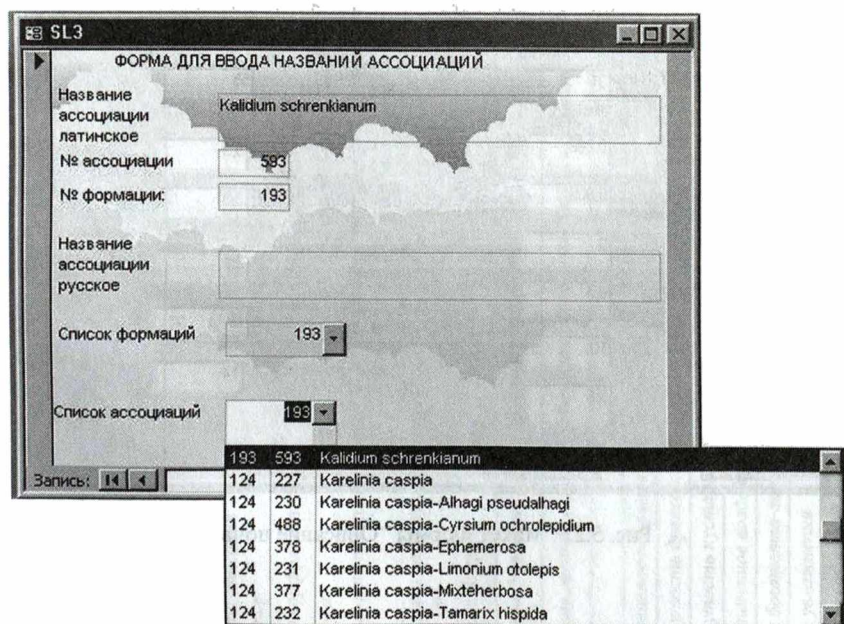 SL3
ФОРМА ДЛЯ ВВОДА НАЗВАНИЙ АССОЦИАЦИЙ
Название
ассоциации
латинское
Kalidium schrenkianum
№ ассоциации 593
№ формации: 193
Название
ассоциации
русское
Список формаций 193
Список ассоциаций 193
193 593 Kalidium schrenkianum
124 227 Karelinia caspia
124 230 Karelinia caspia-Alhagi pseudalhagi
124 488 Karelinia caspia-Cyrsium ochrolepidium
124 378 Karelinia caspia-Ephemerosa
124 231 Karelinia caspia-Limonium otolepis
124 377 Karelinia caspia-Mixteherbosa
124 232 Karelinia caspia-Tamarix hispida
Запись: